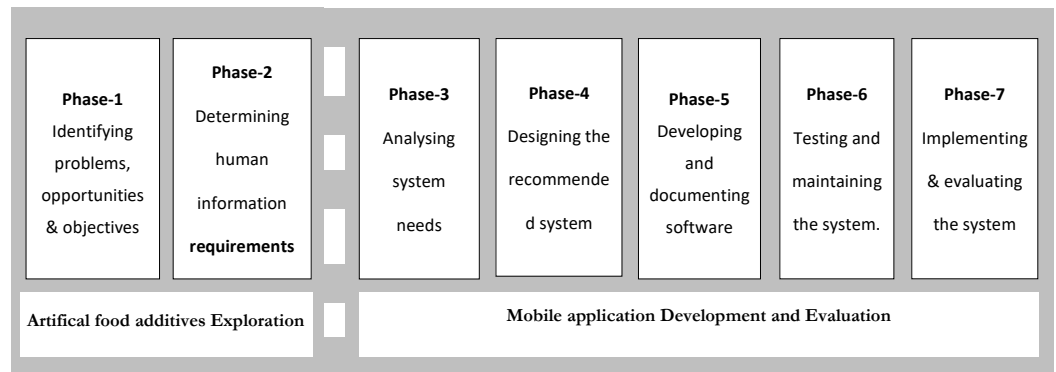 Phase-1
Identifying
problems,
opportunities
& objectives
Phase-2
Determining
human
information
requirements
Phase-3
Analysing
system
needs
Phase-4
Designing the
recommende
d system
Phase-5
Developing
and
documenting
software
Phase-6
Testing and
maintaining
the system.
Phase-7
Implementing
& evaluating
the system
Artifical food additives Exploration
Mobile application Development and Evaluation